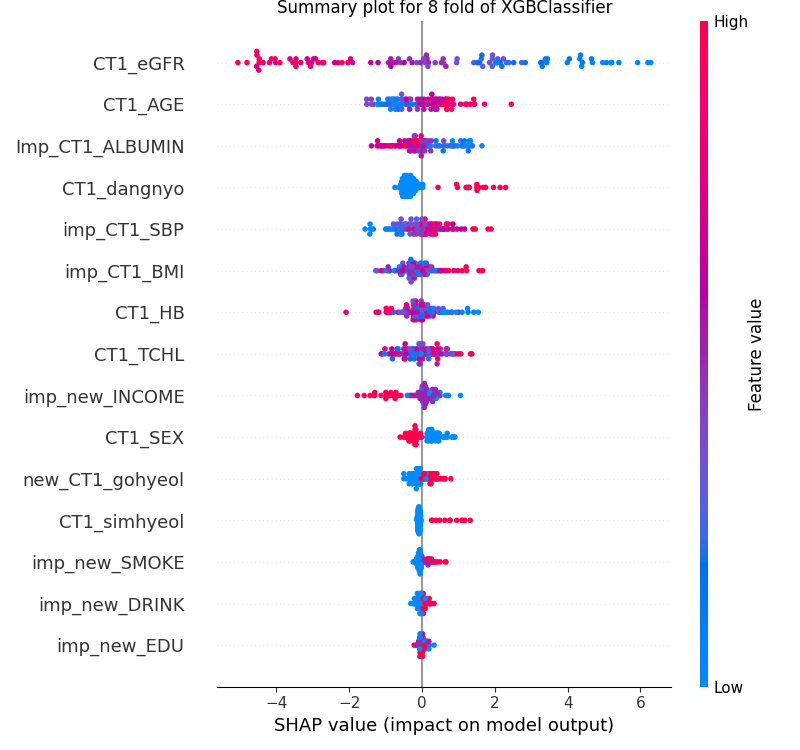 Summary plot for 8 fold of XGBClassifier
High
CT1_eGFR
CT1_AGE
Imp_CT1_ALBUMIN
CT1_dangnyo
imp_CT1_SBP
imp_CT1_BMI
CT1_HB
CT1_TCHL
imp_new_INCOME
CT1_SEX
new_CT1_gohyeol
CT1_simhyeol
imp_new_SMOKE
imp_new_DRINK
imp_new_EDU
Feature value
Low
−4 −2 0 2 4 6
SHAP value (impact on model output)